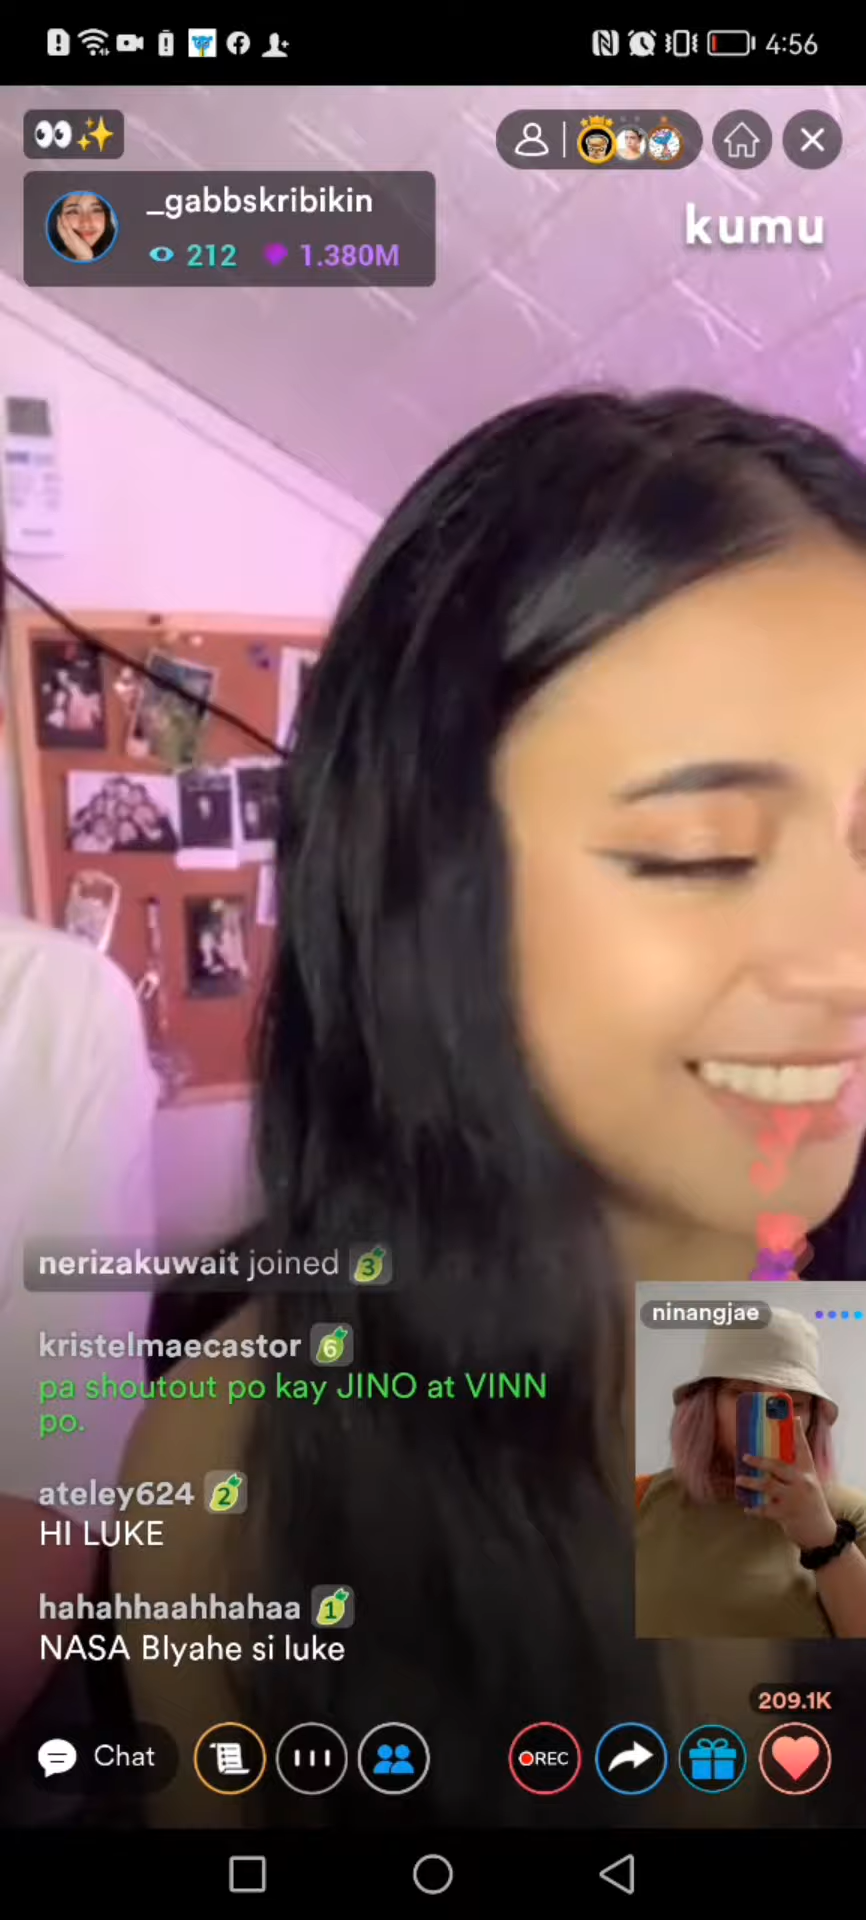 4:56
👀✨
_gabbskribikin
212 1.380M
kumu
nerizakuwait joined 3
kristelmaecastor 6
pa shoutout po kay JINO at VINN
po.
ninangjae
ateley624 2
HI LUKE
hahahhaahhahaa 1
NASA BIyahe si luke
209.1K
Chat
REC